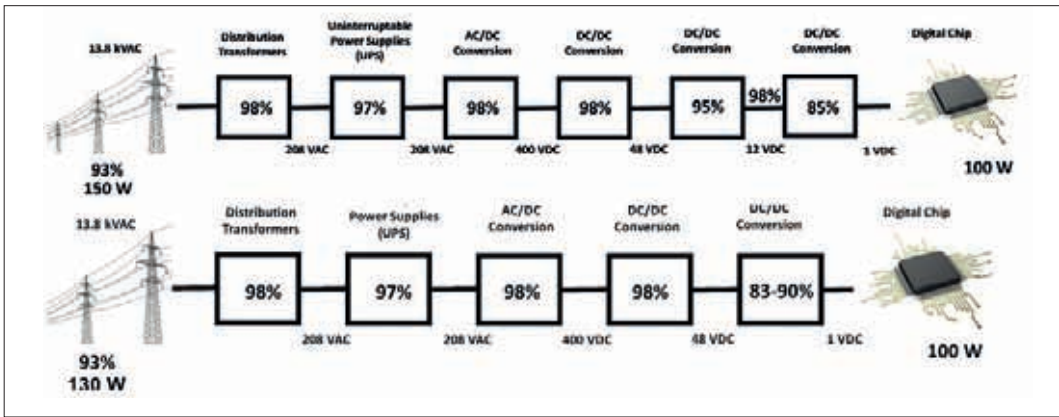 13.8 kVAC
Distribution
Transformers
Uninterruptable
Power Supplies
(UPS)
AC/DC
Conversion
DC/DC
Conversion
DC/DC
Conversion
DC/DC
Conversion
Digital Chip
98%
97%
98%
98%
95%
98%
85%
208 VAC
208 VAC
400 VDC
48 VDC
12 VDC
1 VDC
93%
150 W
100 W
13.8 kVAC
Distribution
Transformers
Power Supplies
(UPS)
AC/DC
Conversion
DC/DC
Conversion
DC/DC
Conversion
Digital Chip
98%
97%
98%
98%
83-90%
208 VAC
208 VAC
400 VDC
48 VDC
1 VDC
93%
130 W
100 W